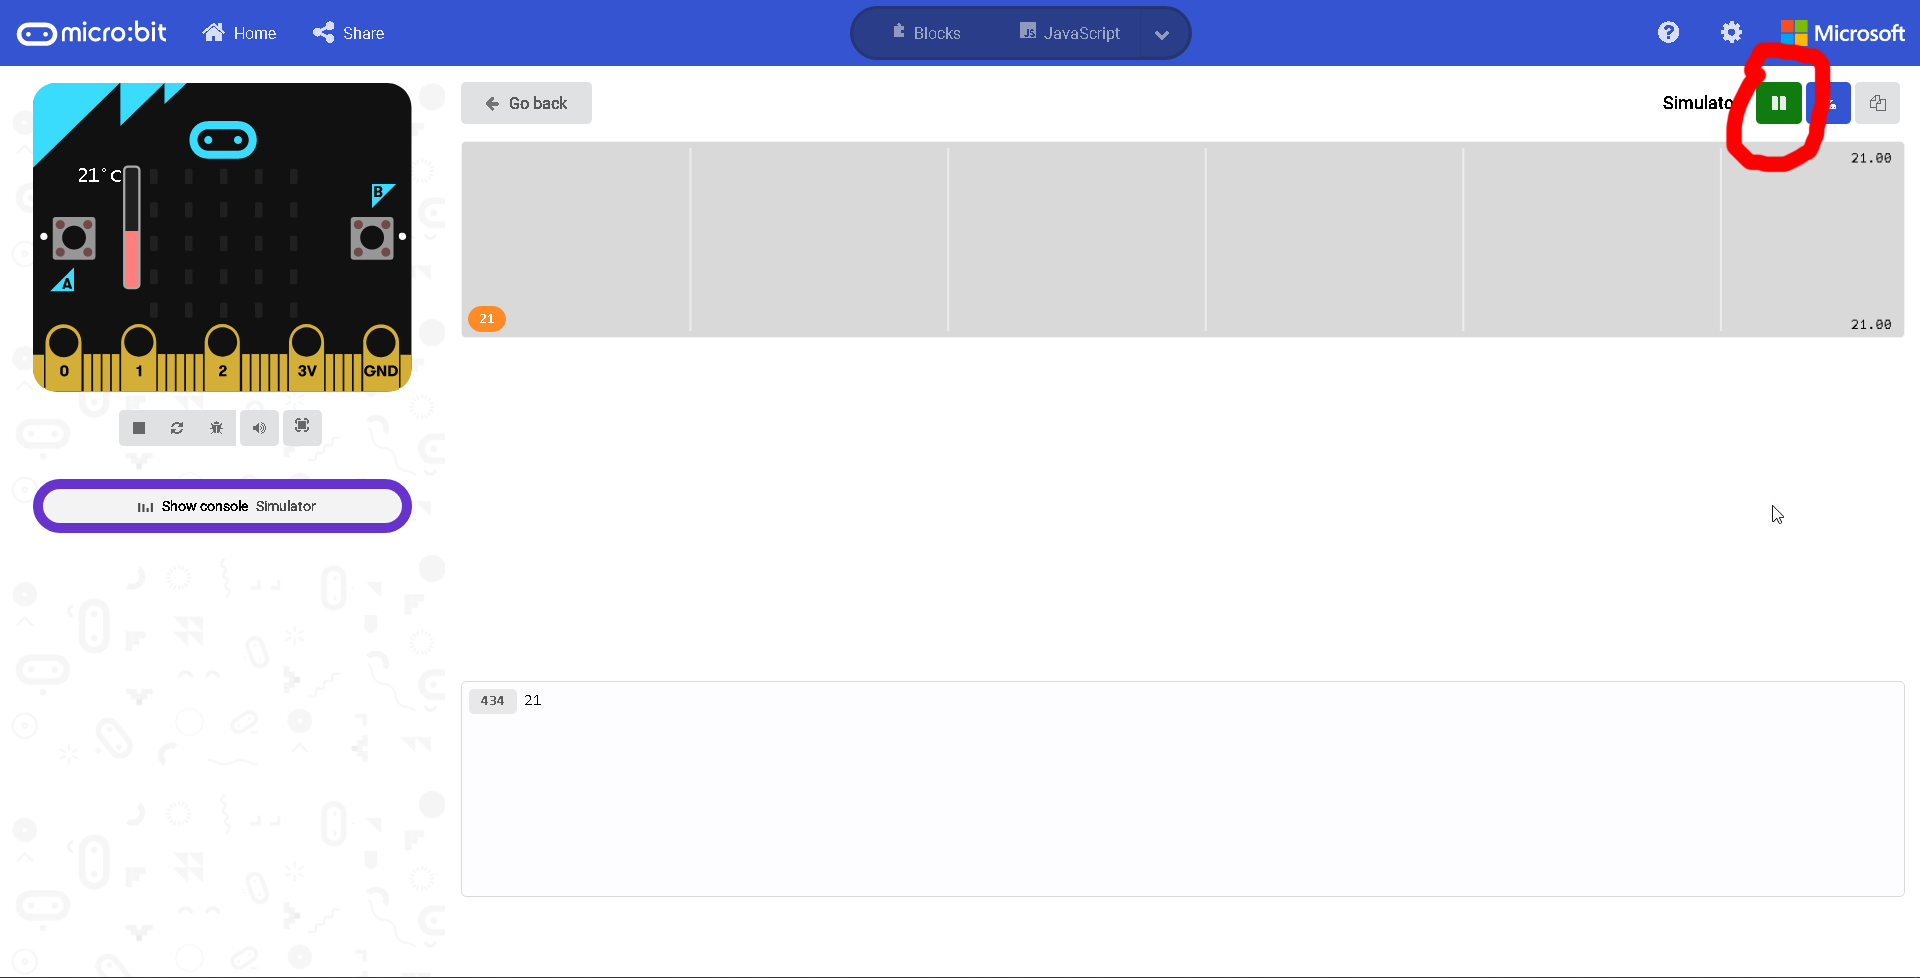 micro:bit Home Share Blocks JS JavaScript ? Microsoft
Go back Simulato
21.00
21°C
B
A
21
21.00
0 1 2 3V GND
Show console Simulator
434 21